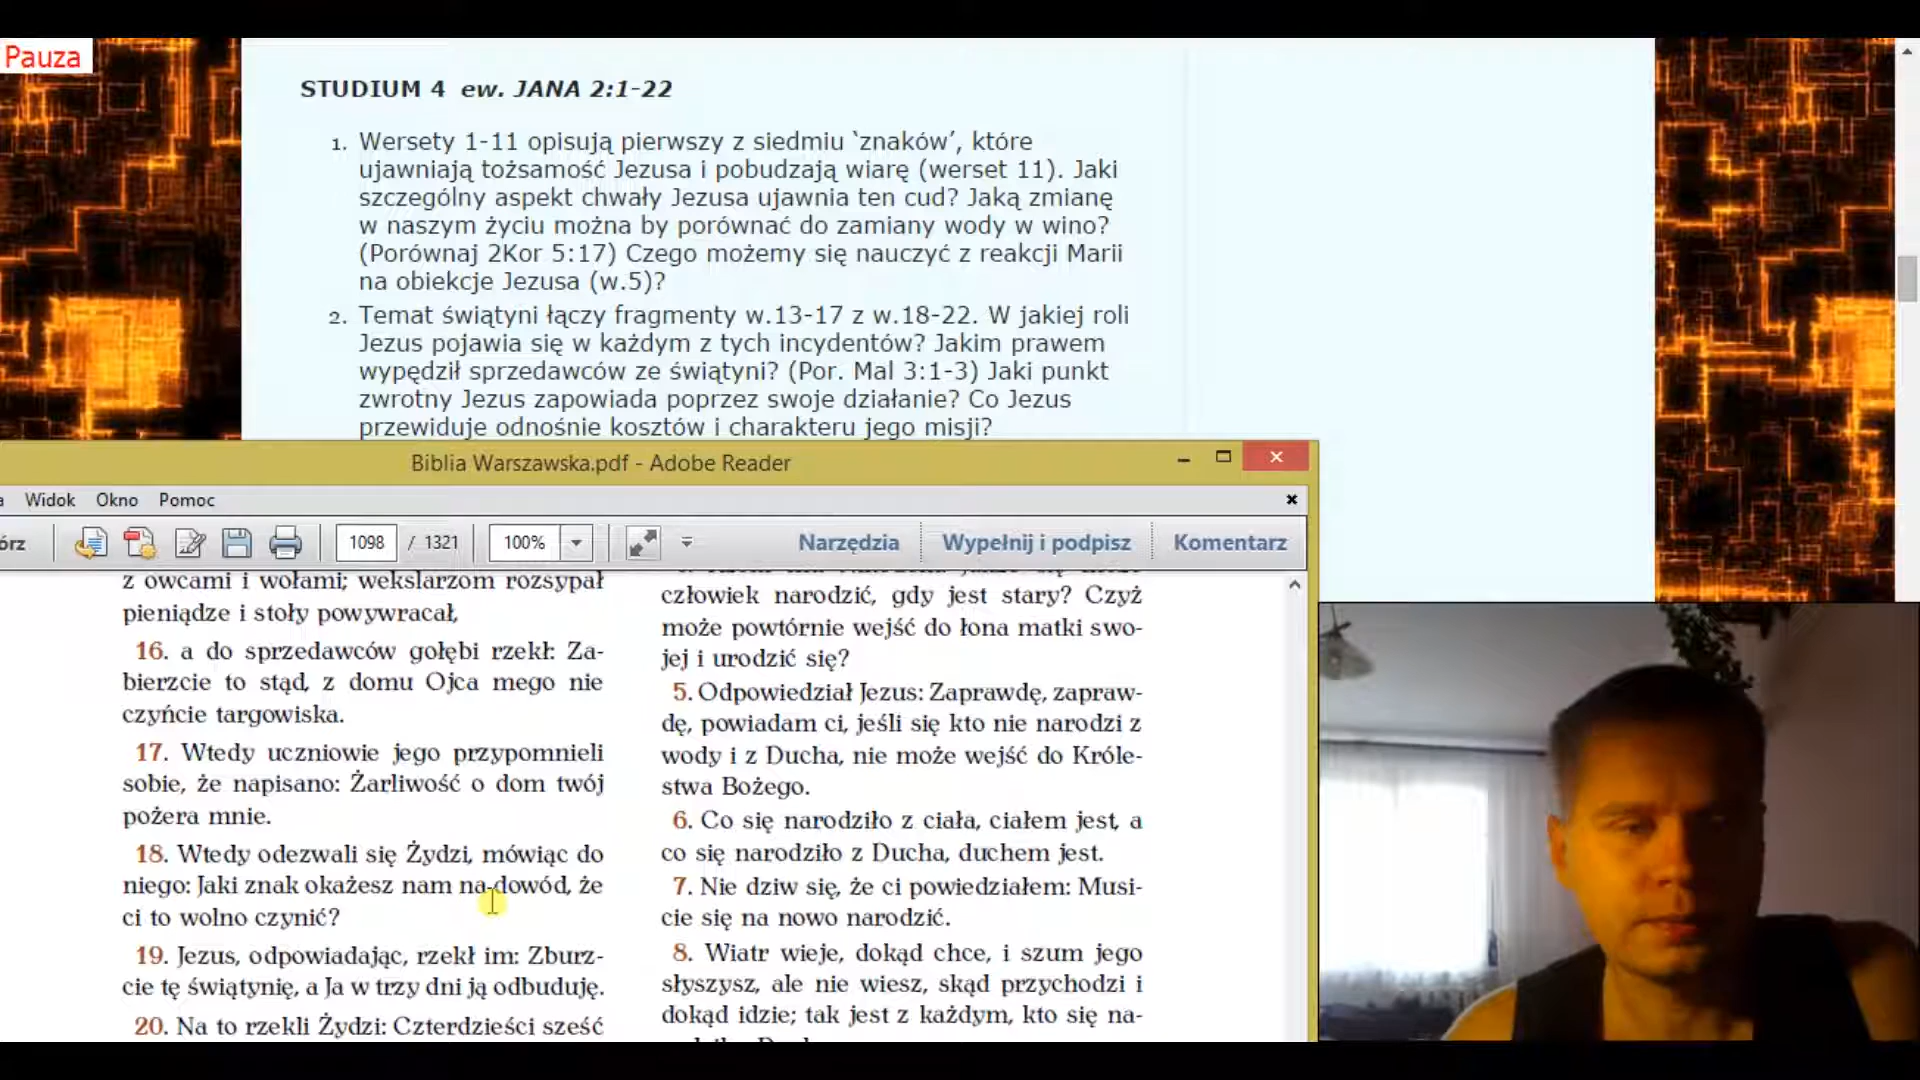 Pauza
STUDIUM 4 ew. JANA 2:1-22
1. Wersety 1-11 opisują pierwszy z siedmiu ‘znaków’, które
ujawniają tożsamość Jezusa i pobudzają wiarę (werset 11). Jaki
szczególny aspekt chwały Jezusa ujawnia ten cud? Jaką zmianę
w naszym życiu można by porównać do zamiany wody w wino?
(Porównaj 2Kor 5:17) Czego możemy się nauczyć z reakcji Marii
na obiekcje Jezusa (w.5)?
2. Temat świątyni łączy fragmenty w.13-17 z w.18-22. W jakiej roli
Jezus pojawia się w każdym z tych incydentów? Jakim prawem
wypędził sprzedawców ze świątyni? (Por. Mal 3:1-3) Jaki punkt
zwrotny Jezus zapowiada poprzez swoje działanie? Co Jezus
przewiduje odnośnie kosztów i charakteru jego misji?
Biblia Warszawska.pdf - Adobe Reader
Widok Okno Pomoc
órz 1098 / 1321 100% Narzędzia Wypełnij i podpisz Komentarz
z owcami i wołami; wekslarzom rozsypał
pieniądze i stoły powywracał,
16. a do sprzedawców gołębi rzekł: Za-
bierzcie to stąd, z domu Ojca mego nie
czyńcie targowiska.
17. Wtedy uczniowie jego przypomnieli
sobie, że napisano: Żarliwość o dom twój
pożera mnie.
18. Wtedy odezwali się Żydzi, mówiąc do
niego: Jaki znak okażesz nam na dowód, że
ci to wolno czynić?
19. Jezus, odpowiadając, rzekł im: Zburz-
cie tę świątynię, a Ja w trzy dni ją odbuduję.
20. Na to rzekli Żydzi: Czterdzieści sześć
człowiek narodzić, gdy jest stary? Czyż
może powtórnie wejść do łona matki swo-
jej i urodzić się?
5. Odpowiedział Jezus: Zaprawdę, zapraw-
dę, powiadam ci, jeśli się kto nie narodzi z
wody i z Ducha, nie może wejść do Króle-
stwa Bożego.
6. Co się narodziło z ciała, ciałem jest, a
co się narodziło z Ducha, duchem jest.
7. Nie dziw się, że ci powiedziałem: Musi-
cie się na nowo narodzić.
8. Wiatr wieje, dokąd chce, i szum jego
słyszysz, ale nie wiesz, skąd przychodzi i
dokąd idzie; tak jest z każdym, kto się na-